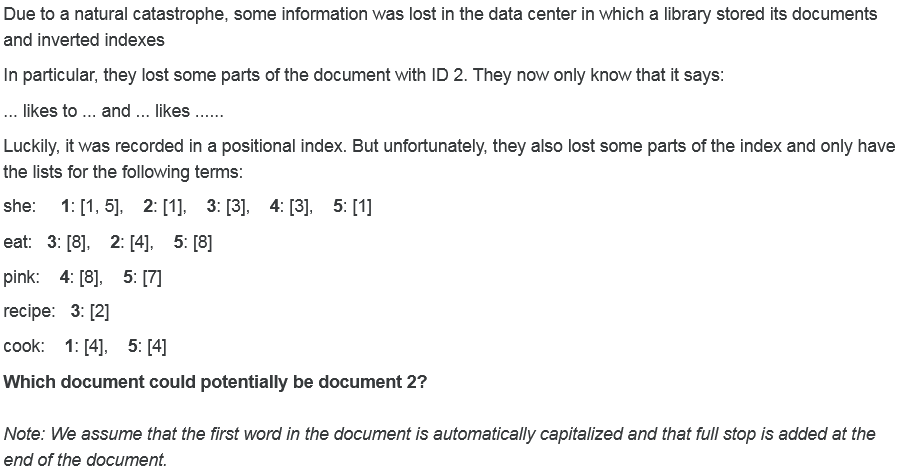 Due to a natural catastrophe, some information was lost in the data center in which a library stored its documents
and inverted indexes
In particular, they lost some parts of the document with ID 2. They now only know that it says:
... likes to ... and ... likes ......
Luckily, it was recorded in a positional index. But unfortunately, they also lost some parts of the index and only have
the lists for the following terms:
she: 1: [1, 5], 2: [1], 3: [3], 4: [3], 5: [1]
eat: 3: [8], 2: [4], 5: [8]
pink: 4: [8], 5: [7]
recipe: 3: [2]
cook: 1: [4], 5: [4]
Which document could potentially be document 2?
Note: We assume that the first word in the document is automatically capitalized and that full stop is added at the
end of the document.